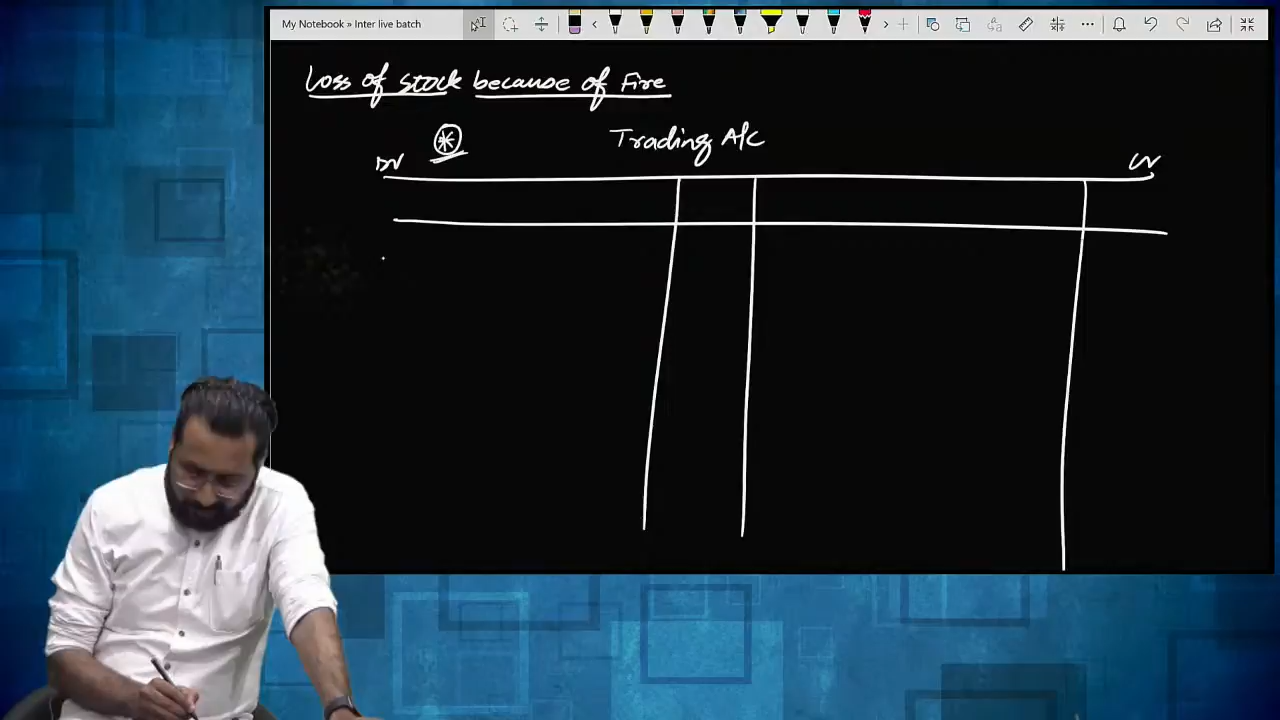 My Notebook » Inter live batch
Loss of stock because of Fire
Trading A/c
Dr Cr